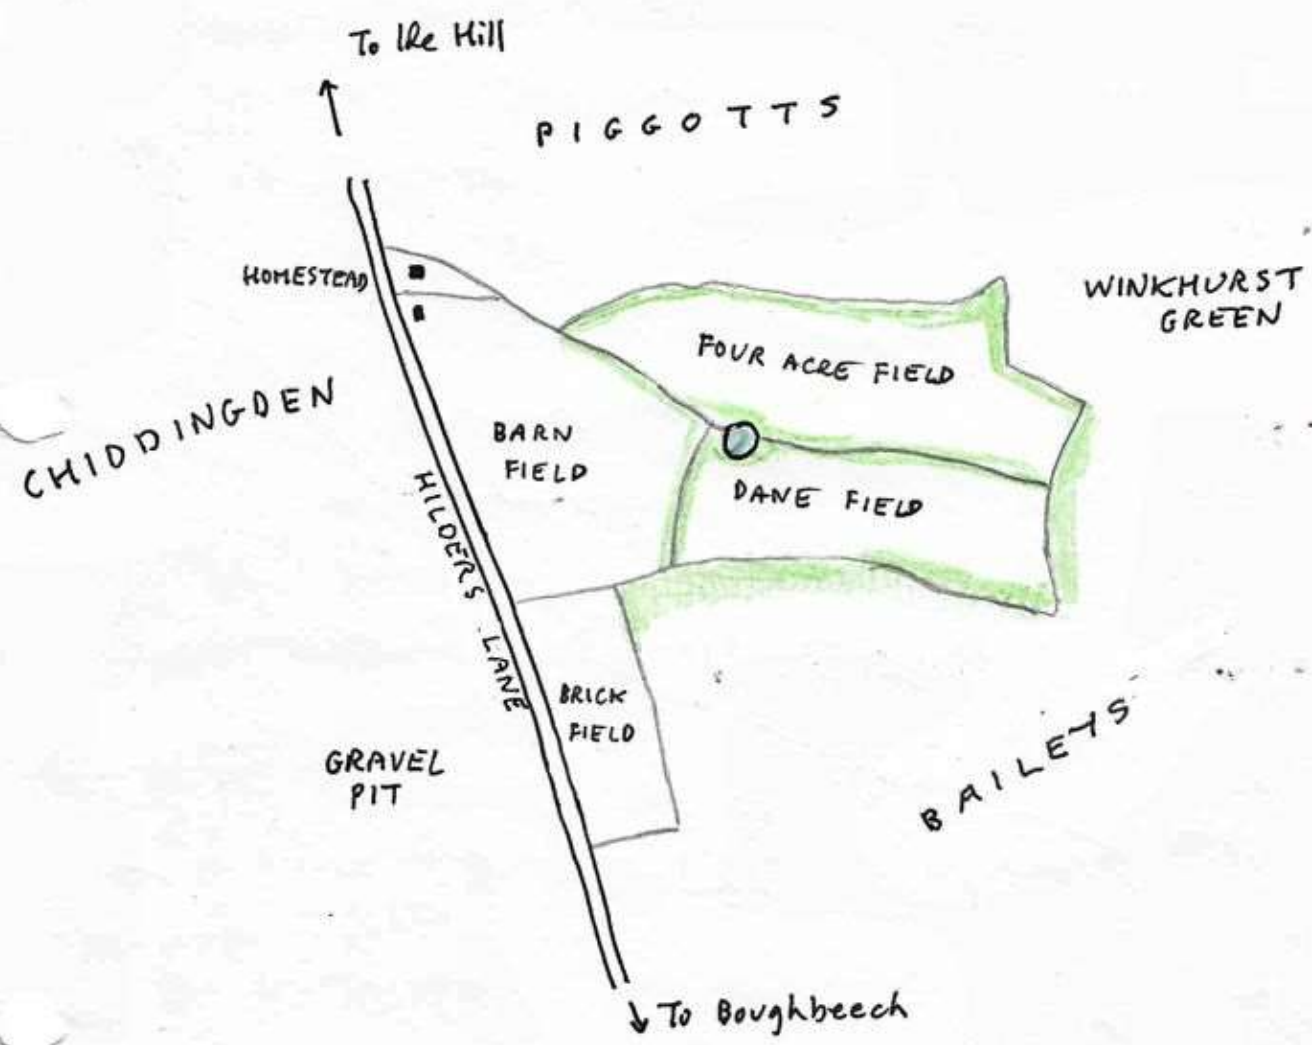 To the Hill
PIGGOTTS
HOMESTEAD
WINKHURST
GREEN
FOUR ACRE FIELD
CHIDDINGDEN
BARN
FIELD
HILDERS LANE
DANE FIELD
BRICK
FIELD
GRAVEL
PIT
BAILEYS
To Boughbeech